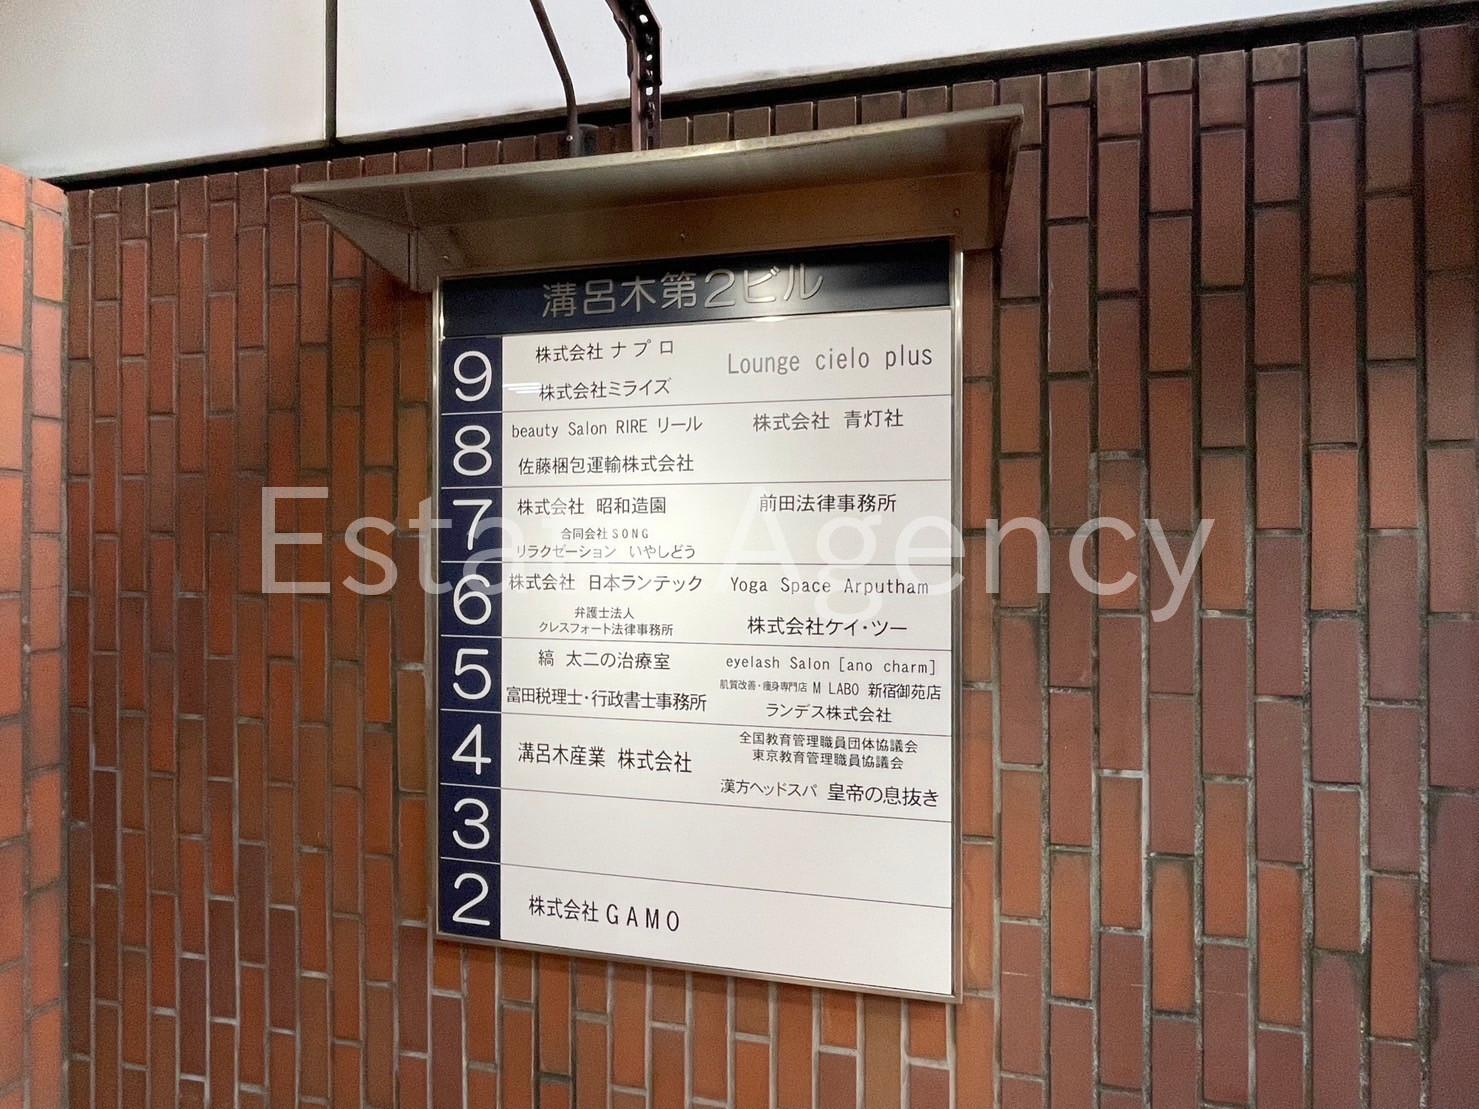 溝呂木第2ビル
9
株式会社 ナプロ
Lounge cielo plus
株式会社ミライズ
8
beauty Salon RIRE リール
株式会社 青灯社
佐藤梱包運輸株式会社
7
株式会社 昭和造園
前田法律事務所
合同会社SONG
リラクゼーション いやしどう
6
株式会社 日本ランテック
Yoga Space Arputham
弁護士法人
クレスフォート法律事務所
株式会社ケイ・ツー
5
縞 太二の治療室
eyelash Salon [ano charm]
肌質改善・痩身専門店 M LABO 新宿御苑店
富田税理士・行政書士事務所
ランデス株式会社
4
溝呂木産業 株式会社
全国教育管理職員団体協議会
東京教育管理職員協議会
漢方ヘッドスパ 皇帝の息抜き
3
2
株式会社GAMO
Estate Agency